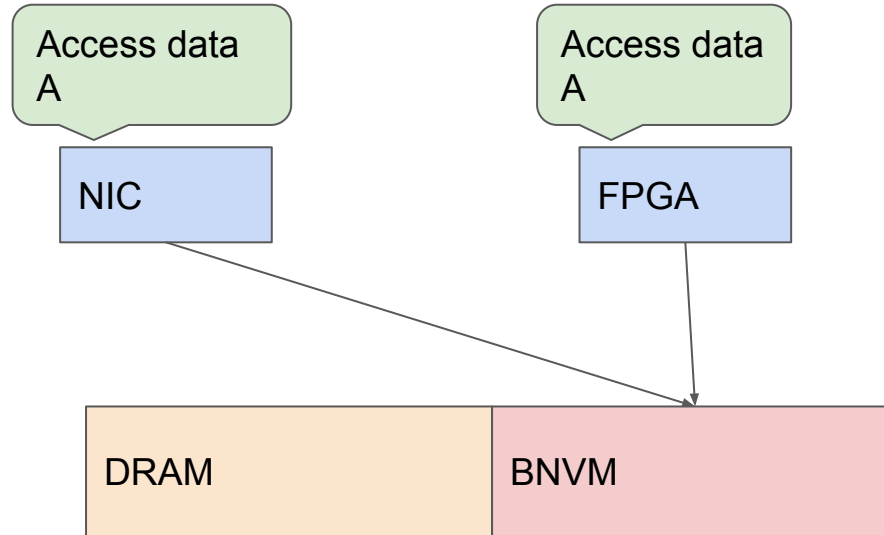 Access data
A
Access data
A
NIC
FPGA
DRAM
BNVM